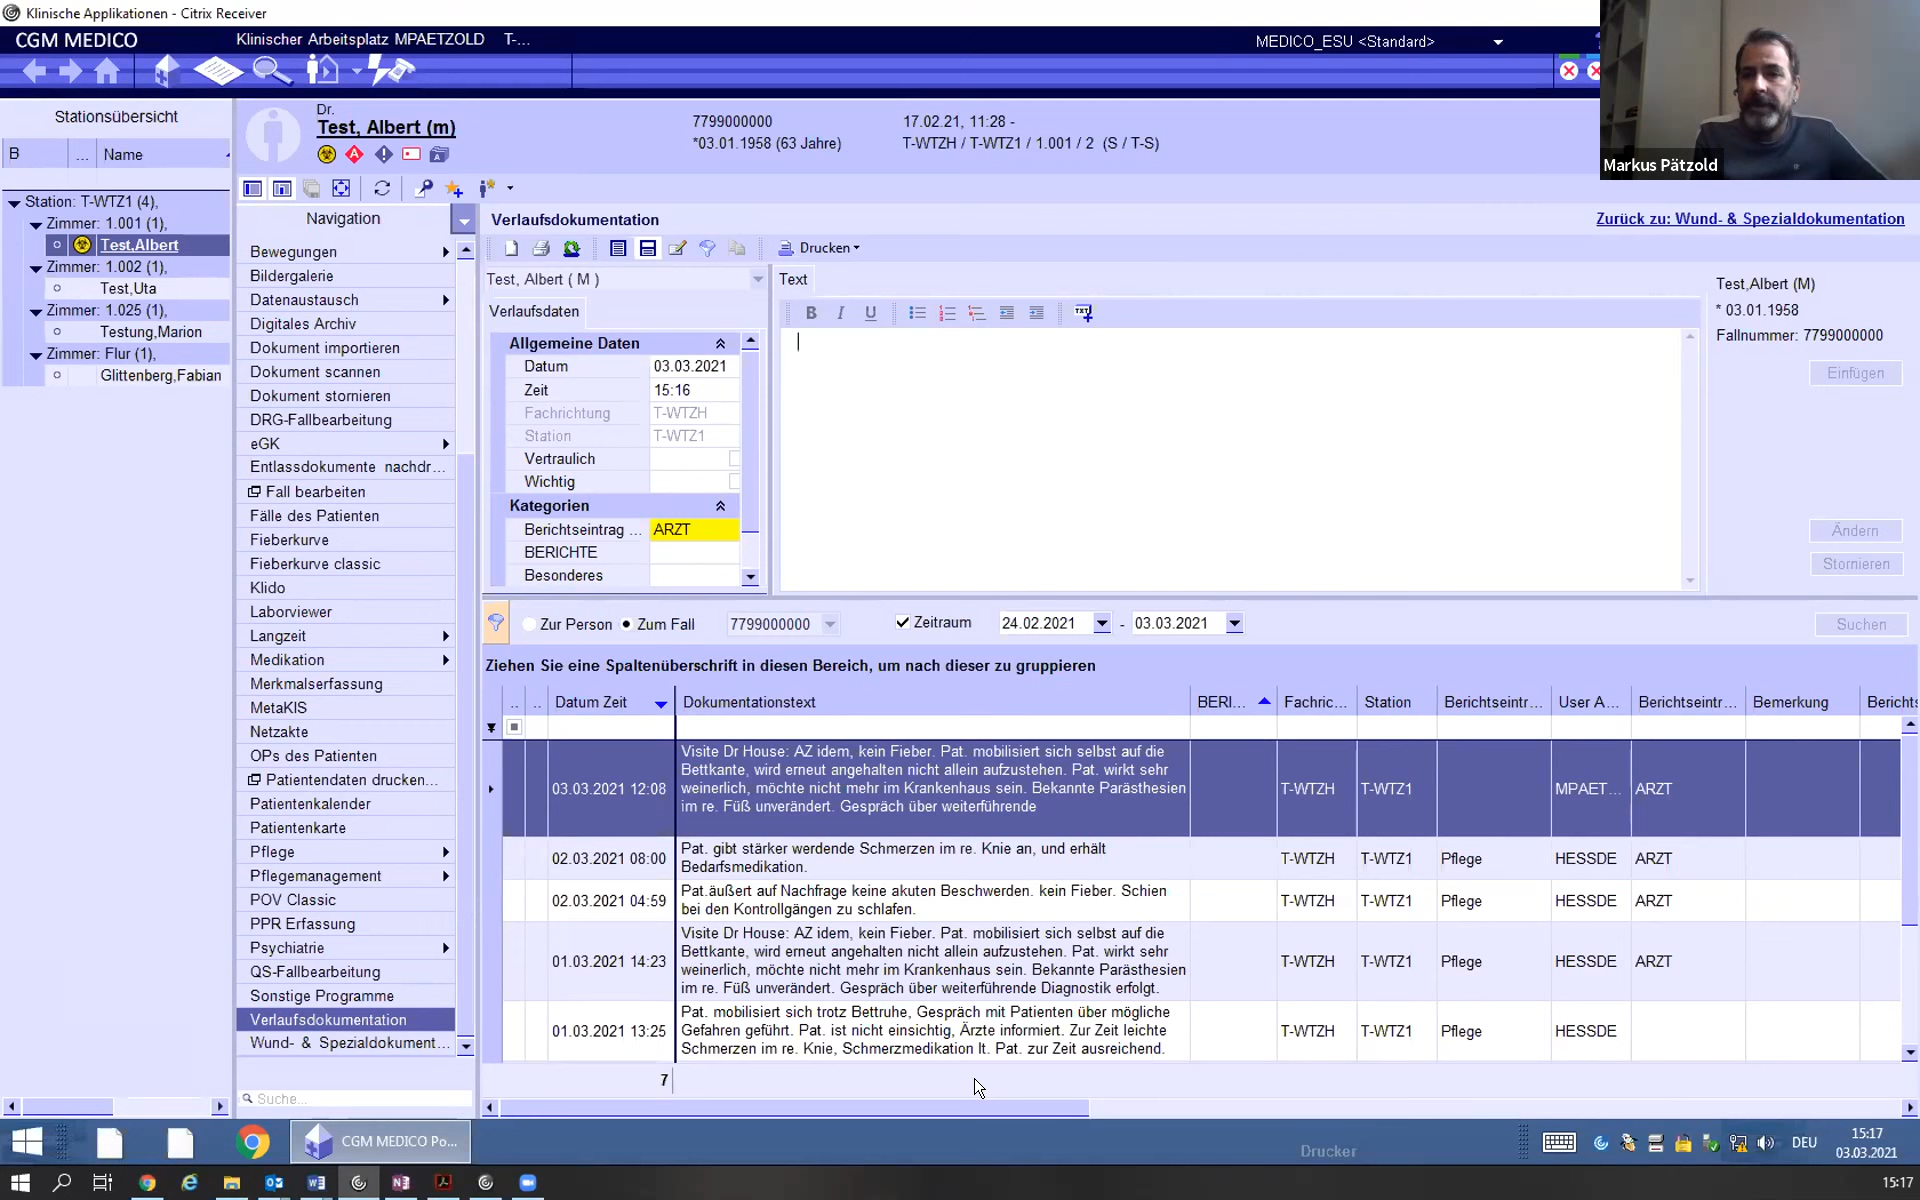 Klinische Applikationen - Citrix Receiver
CGM MEDICO
Klinischer Arbeitsplatz MPAETZOLD T-...
MEDICO_ESU <Standard>
Markus Pätzold
Stationsübersicht
B ... Name
Station: T-WTZ1 (4),
Zimmer: 1.001 (1),
Test,Albert
Zimmer: 1.002 (1),
Test,Uta
Zimmer: 1.025 (1),
Testung,Marion
Zimmer: Flur (1),
Glittenberg,Fabian
Dr.
Test, Albert (m)
7799000000
*03.01.1958 (63 Jahre)
17.02.21, 11:28 -
T-WTZH / T-WTZ1 / 1.001 / 2 (S / T-S)
Navigation
Bewegungen
Bildergalerie
Datenaustausch
Digitales Archiv
Dokument importieren
Dokument scannen
Dokument stornieren
DRG-Fallbearbeitung
eGK
Entlassdokumente nachdr...
Fall bearbeiten
Fälle des Patienten
Fieberkurve
Fieberkurve classic
Klido
Laborviewer
Langzeit
Medikation
Merkmalserfassung
MetaKIS
Netzakte
OPs des Patienten
Patientendaten drucken...
Patientenkalender
Patientenkarte
Pflege
Pflegemanagement
POV Classic
PPR Erfassung
Psychiatrie
QS-Fallbearbeitung
Sonstige Programme
Verlaufsdokumentation
Wund- & Spezialdokument...
Suche...
Verlaufsdokumentation
Zurück zu: Wund- & Spezialdokumentation
Drucken
Test, Albert ( M )
Verlaufsdaten
Allgemeine Daten
Datum 03.03.2021
Zeit 15:16
Fachrichtung T-WTZH
Station T-WTZ1
Vertraulich
Wichtig
Kategorien
Berichtseintrag ... ARZT
BERICHTE
Besonderes
Text
B I U
TXT
Test,Albert (M)
* 03.01.1958
Fallnummer: 7799000000
Einfügen
Ändern
Stornieren
Zur Person Zum Fall 7799000000 Zeitraum 24.02.2021 - 03.03.2021 Suchen
Ziehen Sie eine Spaltenüberschrift in diesen Bereich, um nach dieser zu gruppieren
.. .. Datum Zeit Dokumentationstext BERI... Fachric... Station Berichtseintr... User A... Berichtseintr... Bemerkung Berichts
03.03.2021 12:08
Visite Dr House: AZ idem, kein Fieber. Pat. mobilisiert sich selbst auf die
Bettkante, wird erneut angehalten nicht allein aufzustehen. Pat. wirkt sehr
weinerlich, möchte nicht mehr im Krankenhaus sein. Bekannte Parästhesien
im re. Füß unverändert. Gespräch über weiterführende
T-WTZH T-WTZ1 MPAET... ARZT
02.03.2021 08:00
Pat. gibt stärker werdende Schmerzen im re. Knie an, und erhält
Bedarfsmedikation.
T-WTZH T-WTZ1 Pflege HESSDE ARZT
02.03.2021 04:59
Pat.äußert auf Nachfrage keine akuten Beschwerden. kein Fieber. Schien
bei den Kontrollgängen zu schlafen.
T-WTZH T-WTZ1 Pflege HESSDE ARZT
01.03.2021 14:23
Visite Dr House: AZ idem, kein Fieber. Pat. mobilisiert sich selbst auf die
Bettkante, wird erneut angehalten nicht allein aufzustehen. Pat. wirkt sehr
weinerlich, möchte nicht mehr im Krankenhaus sein. Bekannte Parästhesien
im re. Füß unverändert. Gespräch über weiterführende Diagnostik erfolgt.
T-WTZH T-WTZ1 Pflege HESSDE ARZT
01.03.2021 13:25
Pat. mobilisiert sich trotz Bettruhe, Gespräch mit Patienten über mögliche
Gefahren geführt. Pat. ist nicht einsichtig, Ärzte informiert. Zur Zeit leichte
Schmerzen im re. Knie, Schmerzmedikation lt. Pat. zur Zeit ausreichend.
T-WTZH T-WTZ1 Pflege HESSDE
7
CGM MEDICO Po...
Drucker
DEU
15:17
03.03.2021
15:17